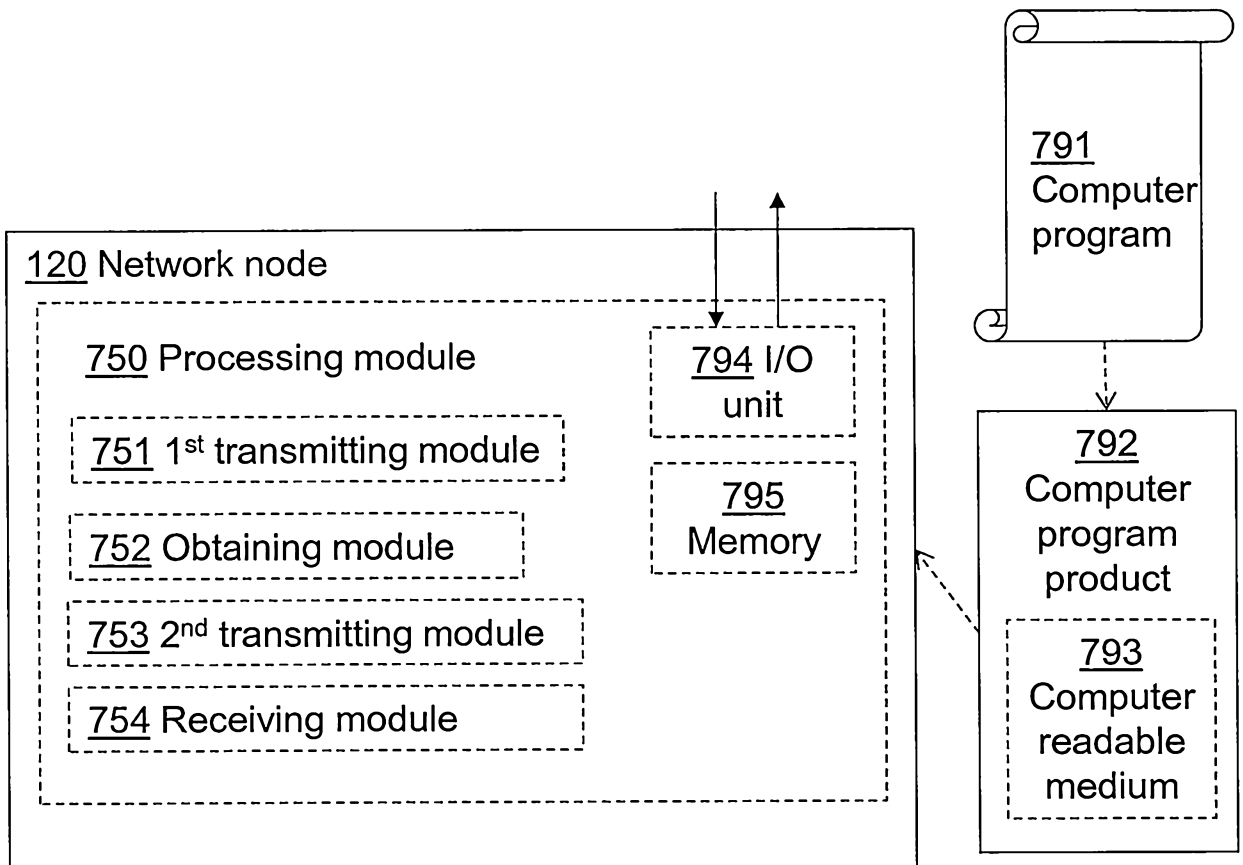 791
Computer
program
120 Network node
750 Processing module
794 I/O
unit
751 1st transmitting module
795
Memory
752 Obtaining module
753 2nd transmitting module
754 Receiving module
792
Computer
program
product
793
Computer
readable
medium